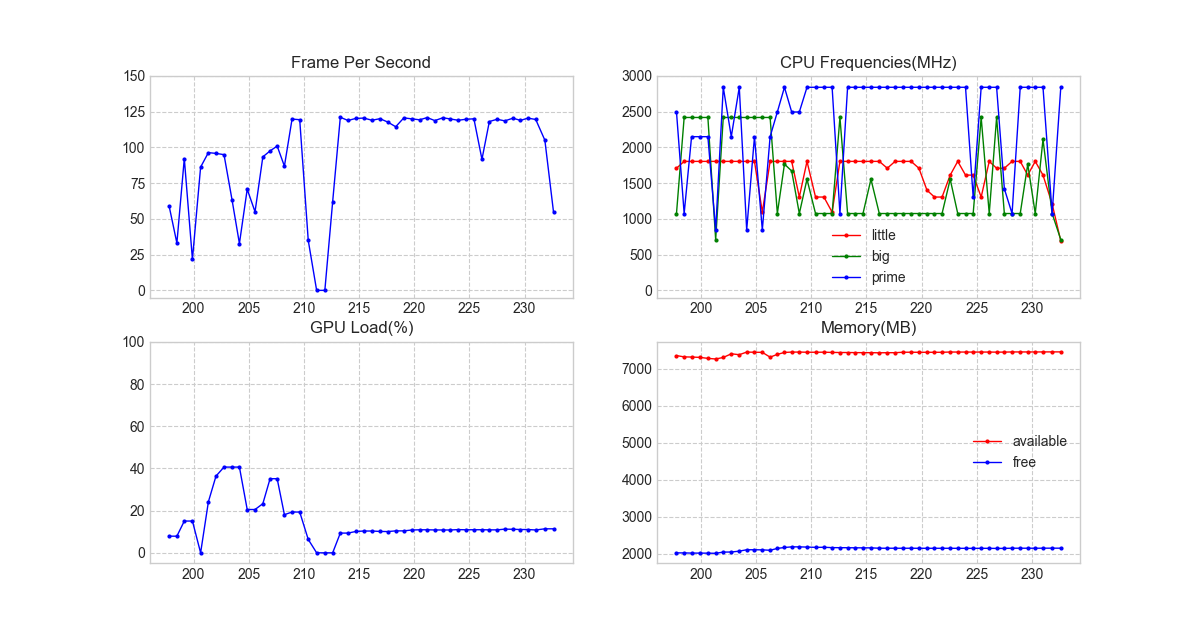 Frame Per Second
150
125
100
75
50
25
0
200 205 210 215 220 225 230
CPU Frequencies(MHz)
3000
2500
2000
1500
1000
500
0
little
big
prime
200 205 210 215 220 225 230
GPU Load(%)
100
80
60
40
20
0
200 205 210 215 220 225 230
Memory(MB)
7000
6000
5000
4000
3000
2000
available
free
200 205 210 215 220 225 230